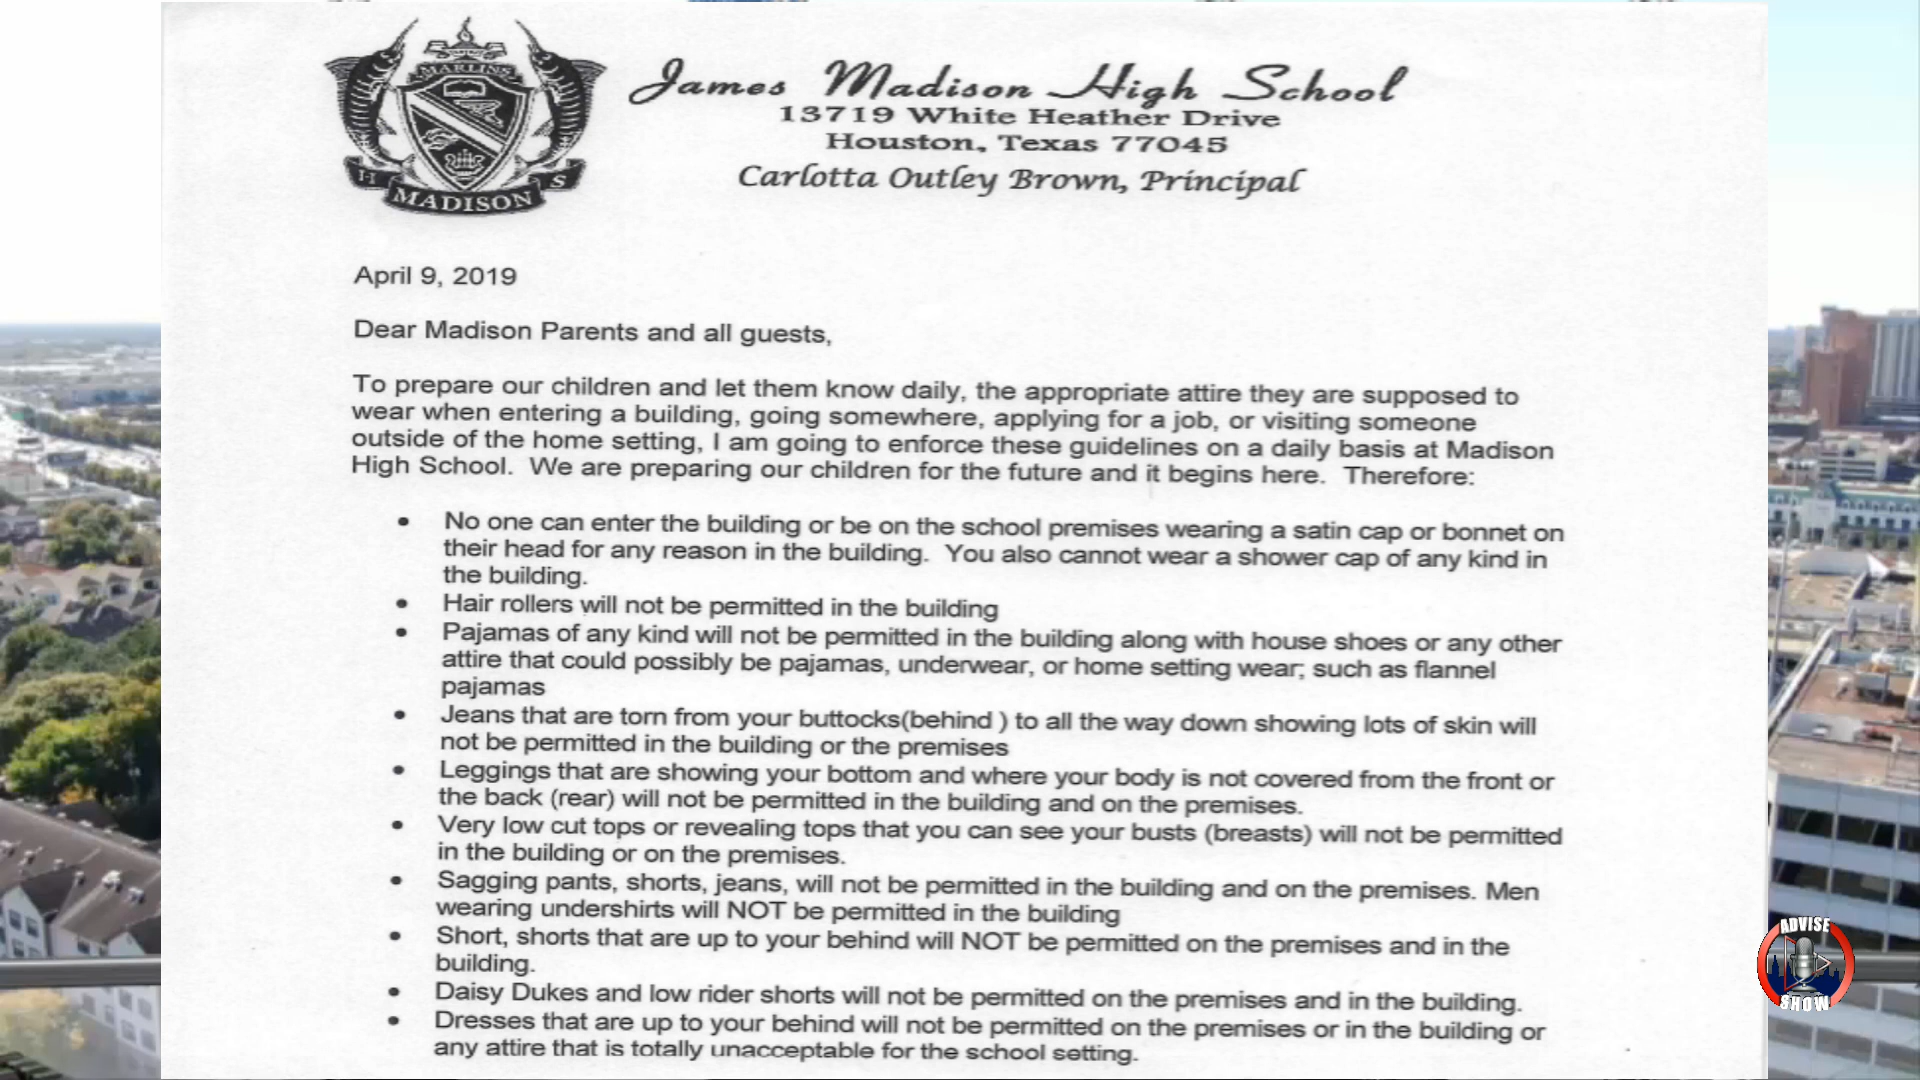 MARLINS
H
S
MADISON
James Madison High School
13719 White Heather Drive
Houston, Texas 77045
Carlotta Outley Brown, Principal
April 9, 2019
Dear Madison Parents and all guests,
To prepare our children and let them know daily, the appropriate attire they are supposed to
wear when entering a building, going somewhere, applying for a job, or visiting someone
outside of the home setting, I am going to enforce these guidelines on a daily basis at Madison
High School. We are preparing our children for the future and it begins here. Therefore:
• No one can enter the building or be on the school premises wearing a satin cap or bonnet on
their head for any reason in the building. You also cannot wear a shower cap of any kind in
the building.
• Hair rollers will not be permitted in the building
• Pajamas of any kind will not be permitted in the building along with house shoes or any other
attire that could possibly be pajamas, underwear, or home setting wear; such as flannel
pajamas
• Jeans that are torn from your buttocks(behind ) to all the way down showing lots of skin will
not be permitted in the building or the premises
• Leggings that are showing your bottom and where your body is not covered from the front or
the back (rear) will not be permitted in the building and on the premises.
• Very low cut tops or revealing tops that you can see your busts (breasts) will not be permitted
in the building or on the premises.
• Sagging pants, shorts, jeans, will not be permitted in the building and on the premises. Men
wearing undershirts will NOT be permitted in the building
• Short, shorts that are up to your behind will NOT be permitted on the premises and in the
building.
• Daisy Dukes and low rider shorts will not be permitted on the premises and in the building.
• Dresses that are up to your behind will not be permitted on the premises or in the building or
any attire that is totally unacceptable for the school setting.
ADVISE
SHOW